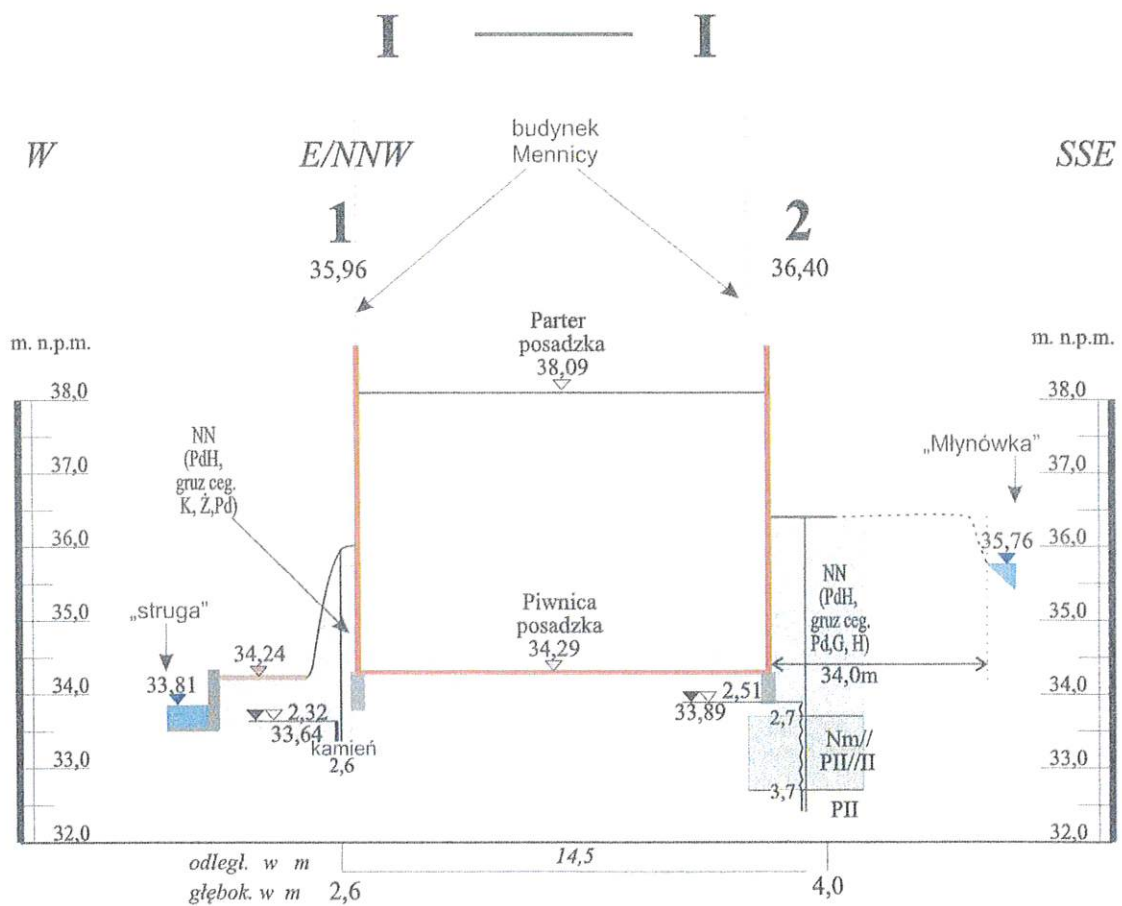 I I
budynek
Mennicy
W E/NNW SSE
1 2
35,96 36,40
Parter
posadzka
38,09
m. n.p.m. m. n.p.m.
38,0 38,0
NN
(PdH,
gruz ceg.
K, Ż,Pd)
„Młynówka”
37,0 37,0
36,0 35,76 36,0
NN
(PdH,
gruz ceg.
Pd,G, H)
34,0m
35,0 35,0
„struga”
Piwnica
posadzka
34,29
34,24
33,81
34,0 34,0
2,32
33,64
kamień
2,6
2,51
33,89
2,7
Nm//
PII//II
33,0 33,0
3,7
PII
32,0 32,0
odległ. w m 14,5
głębok. w m 2,6 4,0